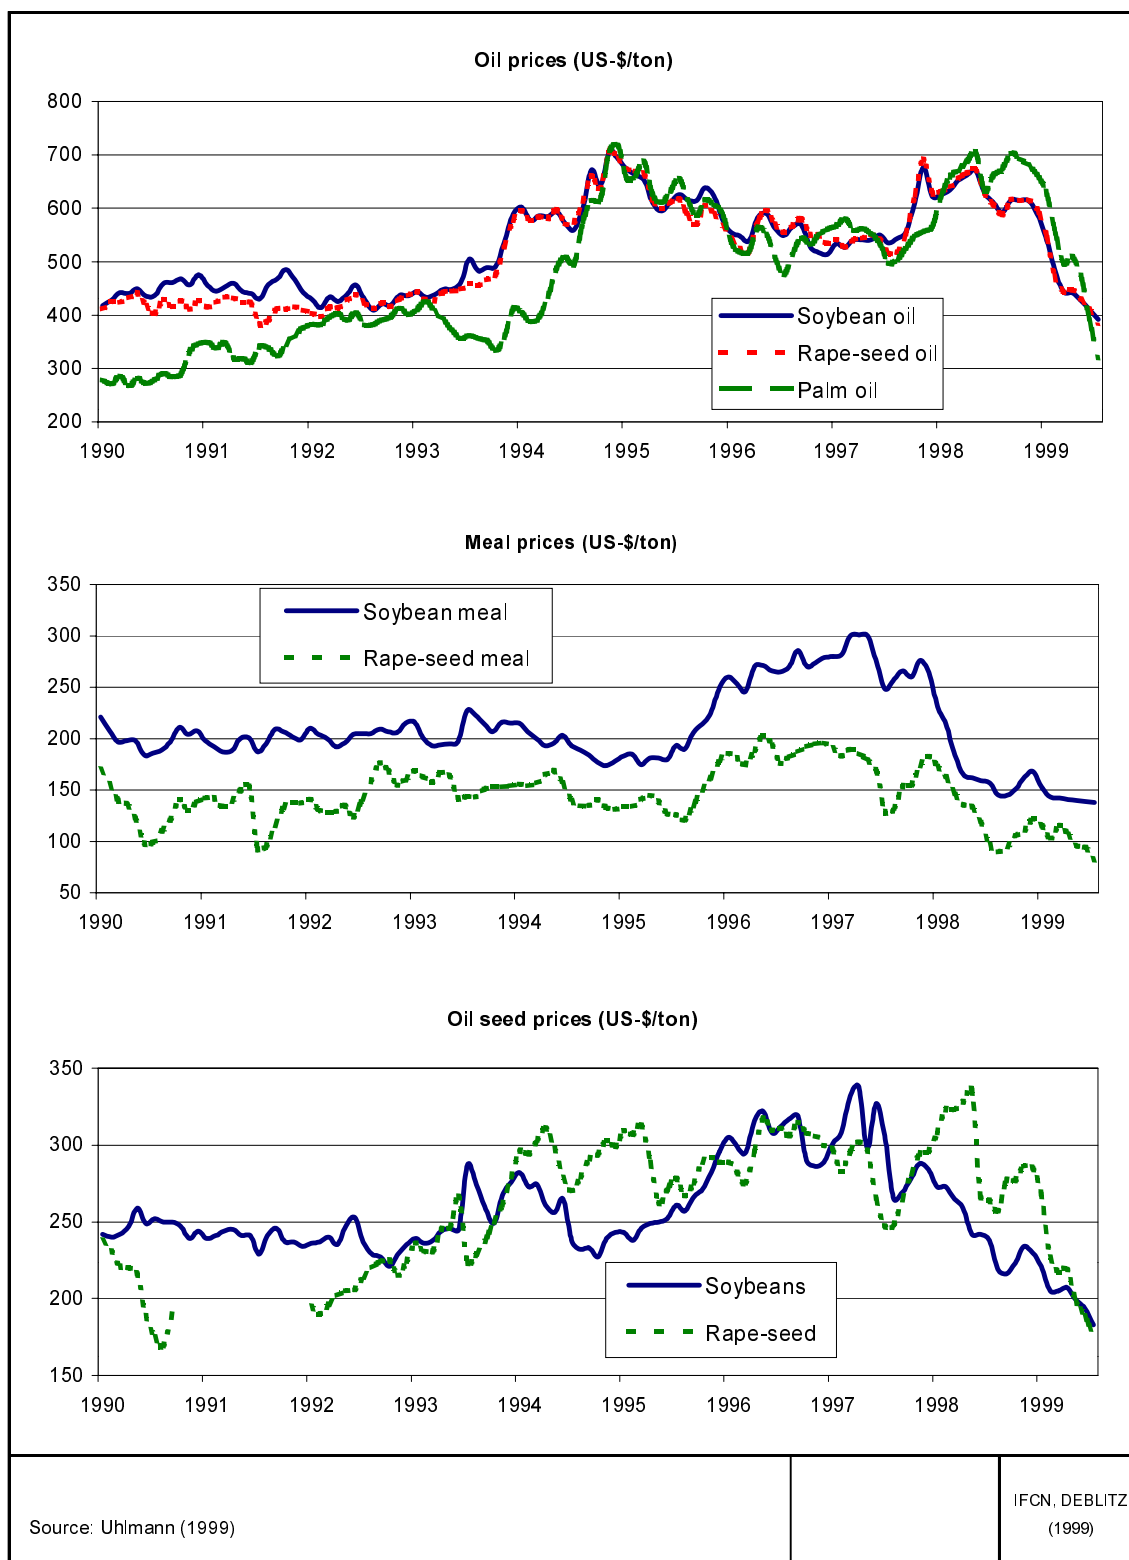 Oil prices (US-$/ton)
800
700
600
500
400
300
200
Soybean oil
Rape-seed oil
Palm oil
1990 1991 1992 1993 1994 1995 1996 1997 1998 1999
Meal prices (US-$/ton)
350
300
250
200
150
100
50
Soybean meal
Rape-seed meal
1990 1991 1992 1993 1994 1995 1996 1997 1998 1999
Oil seed prices (US-$/ton)
350
300
250
200
150
Soybeans
Rape-seed
1990 1991 1992 1993 1994 1995 1996 1997 1998 1999
Source: Uhlmann (1999)
IFCN, DEBLITZ
(1999)